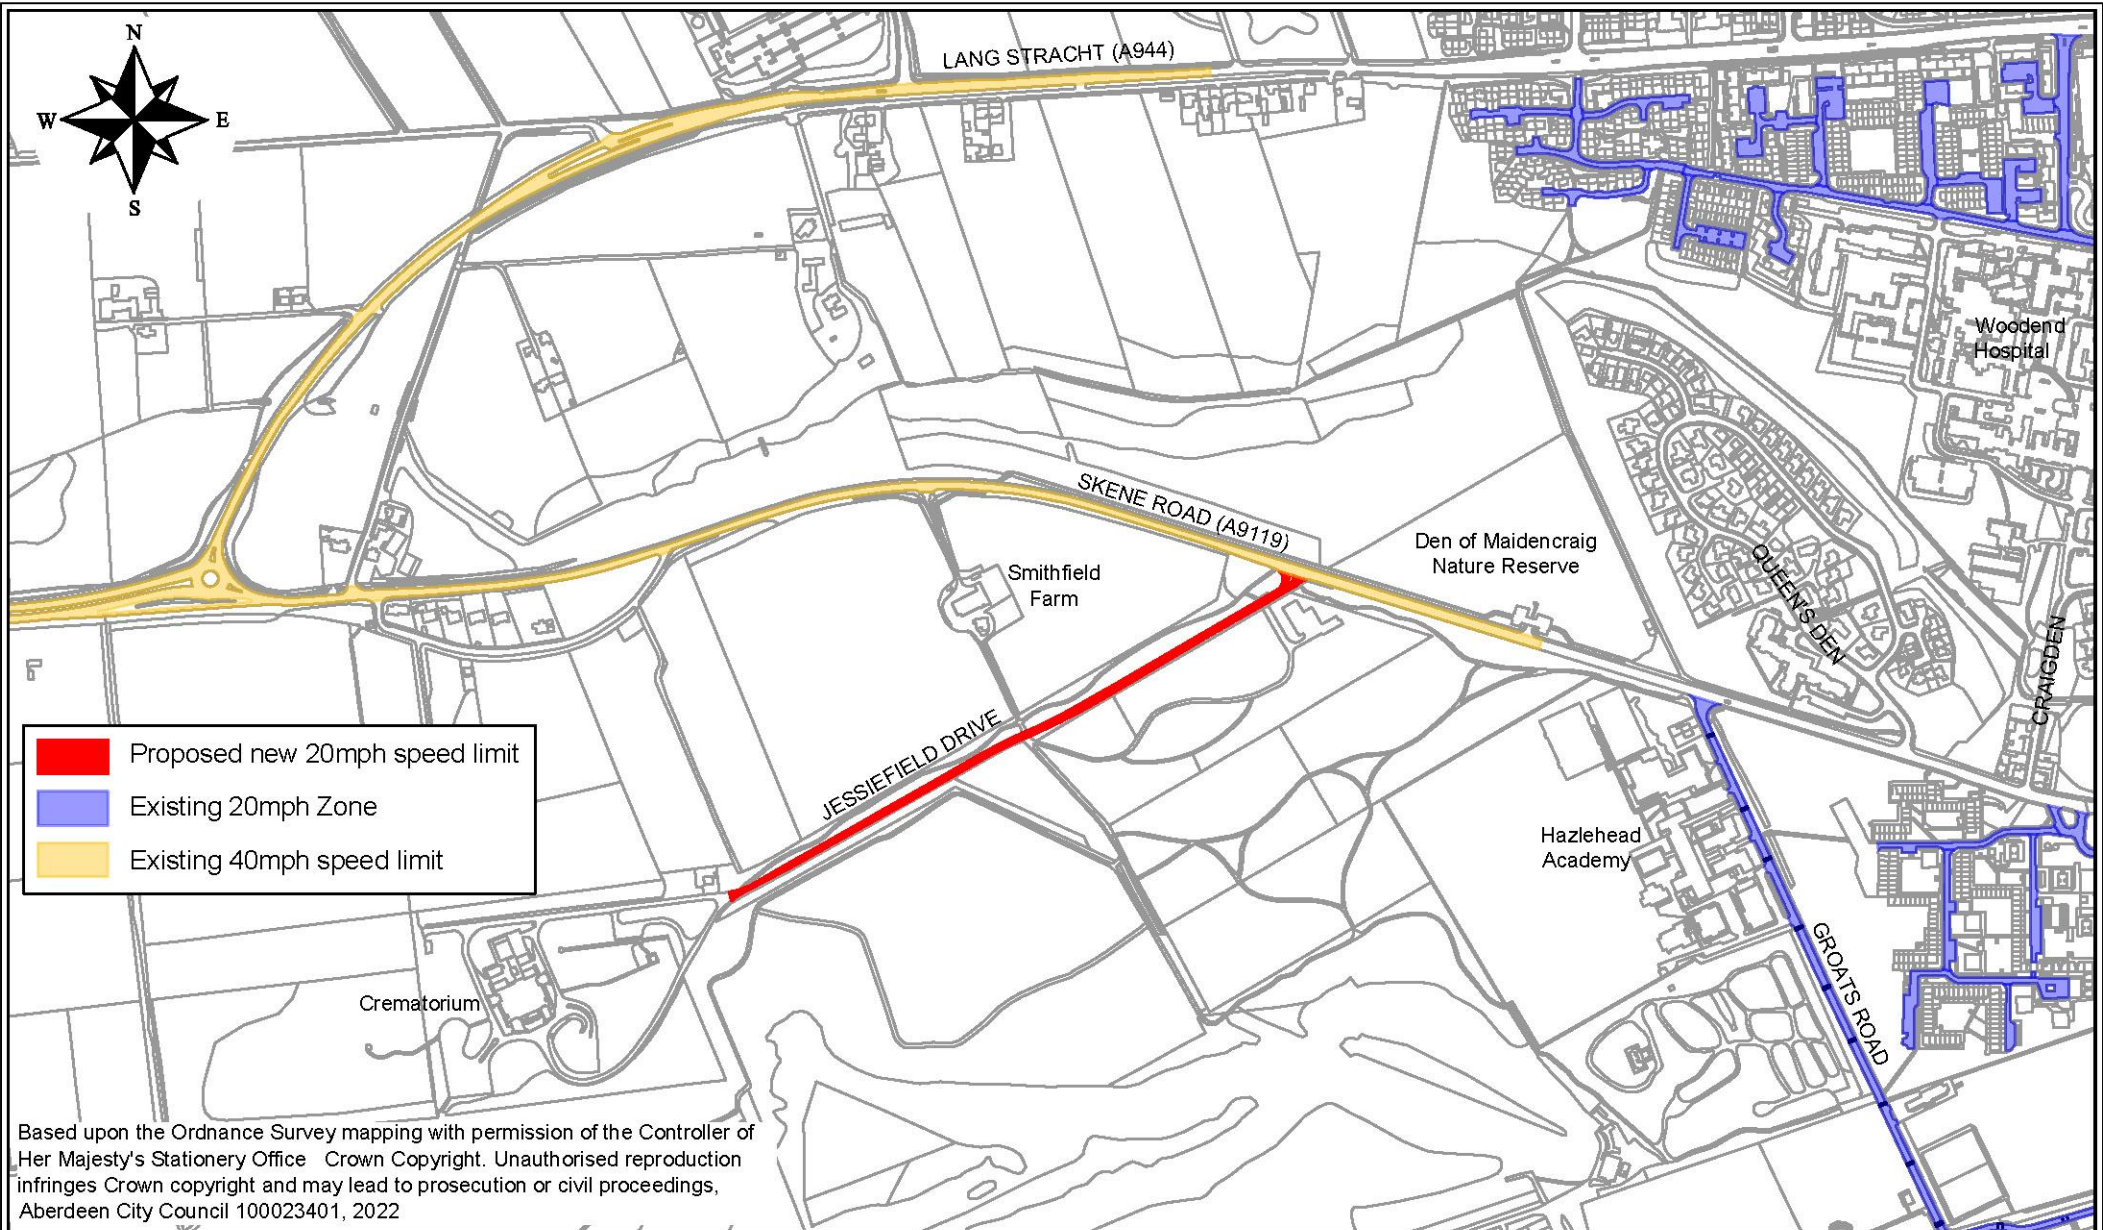 N
W
E
S
LANG STRACHT (A944)
SKENE ROAD (A9119)
Woodend
Hospital
Den of Maidencraig
Nature Reserve
QUEEN'S DEN
CRAIGDEN
Smithfield
Farm
JESSIEFIELD DRIVE
Hazlehead
Academy
GROATS ROAD
Crematorium
Proposed new 20mph speed limit
Existing 20mph Zone
Existing 40mph speed limit
Based upon the Ordnance Survey mapping with permission of the Controller of
Her Majesty's Stationery Office Crown Copyright. Unauthorised reproduction
infringes Crown copyright and may lead to prosecution or civil proceedings,
Aberdeen City Council 100023401, 2022